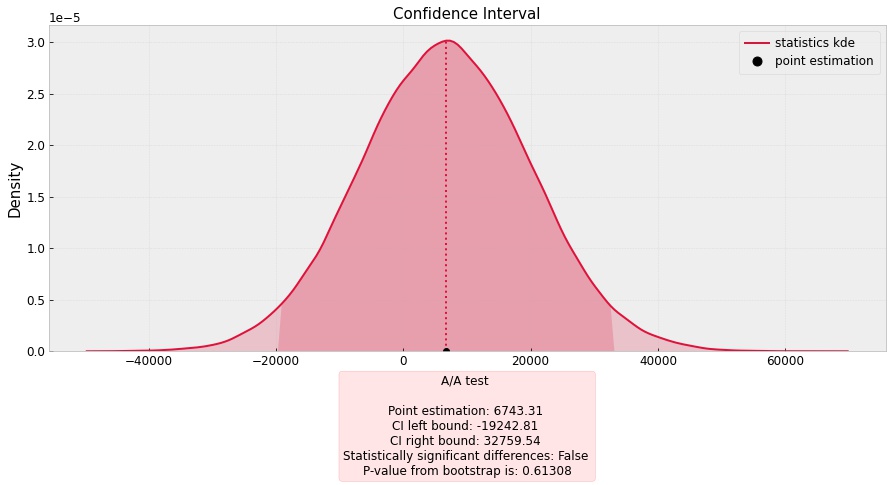 Confidence Interval
1e−5
statistics kde
point estimation
3.0
2.5
2.0
1.5
1.0
0.5
0.0
Density
−40000 −20000 0 20000 40000 60000
A/A test
Point estimation: 6743.31
CI left bound: -19242.81
CI right bound: 32759.54
Statistically significant differences: False
P-value from bootstrap is: 0.61308